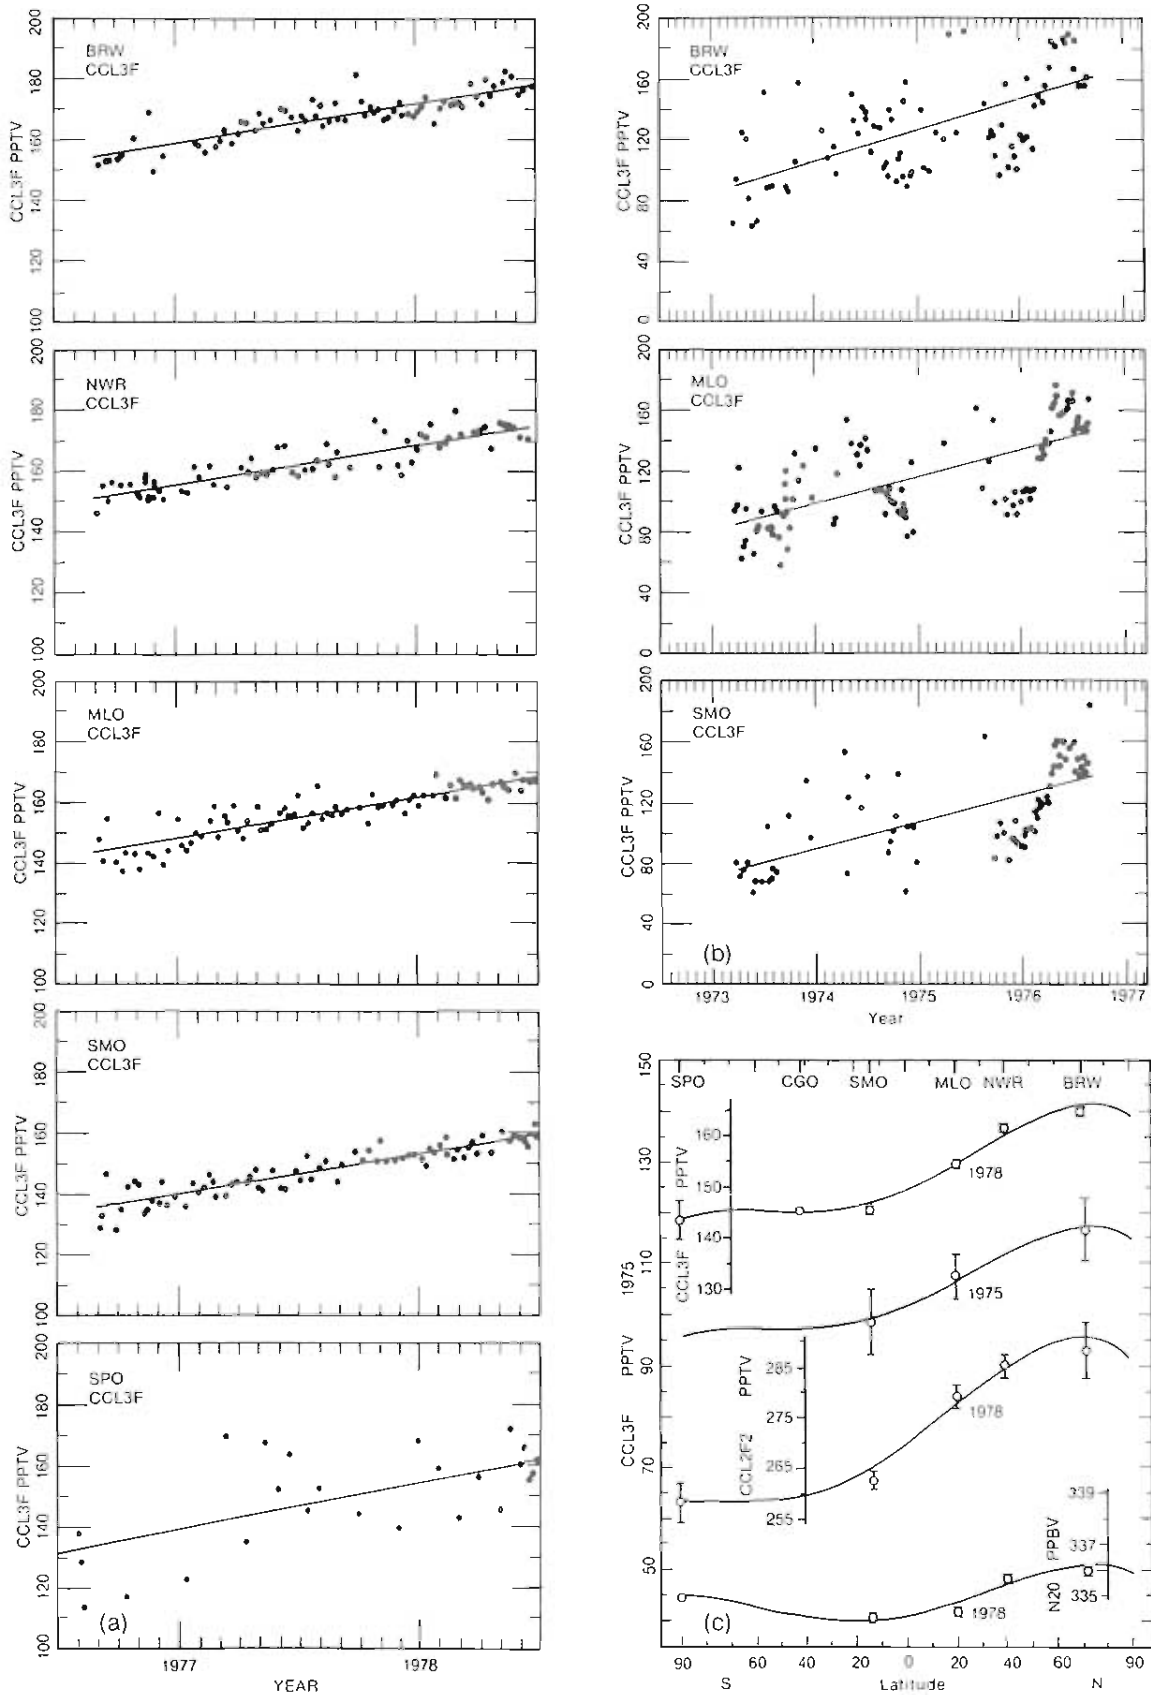 BRW
CCL3F
CCL3F PPTV
200
180
160
140
120
100
NWR
CCL3F
CCL3F PPTV
200
180
160
140
120
100
MLO
CCL3F
CCL3F PPTV
200
180
160
140
120
100
SMO
CCL3F
CCL3F PPTV
200
180
160
140
120
100
SPO
CCL3F
CCL3F PPTV
200
180
160
140
120
100
(a)
1977 1978
YEAR
BRW
CCL3F
CCL3F PPTV
200
160
120
80
40
0
MLO
CCL3F
CCL3F PPTV
200
160
120
80
40
0
SMO
CCL3F
CCL3F PPTV
200
160
120
80
40
0
(b)
1973 1974 1975 1976 1977
Year
SPO CGO SMO MLO NWR BRW
150
130
110
90
70
50
CCL3F PPTV 1975
CCL3F PPTV
160
150
140
130
1978
1975
CCL2F2 PPTV
285
275
265
255
1978
N2O PPBV
339
337
335
1978
(c)
90 60 40 20 0 20 40 60 90
S Latitude N